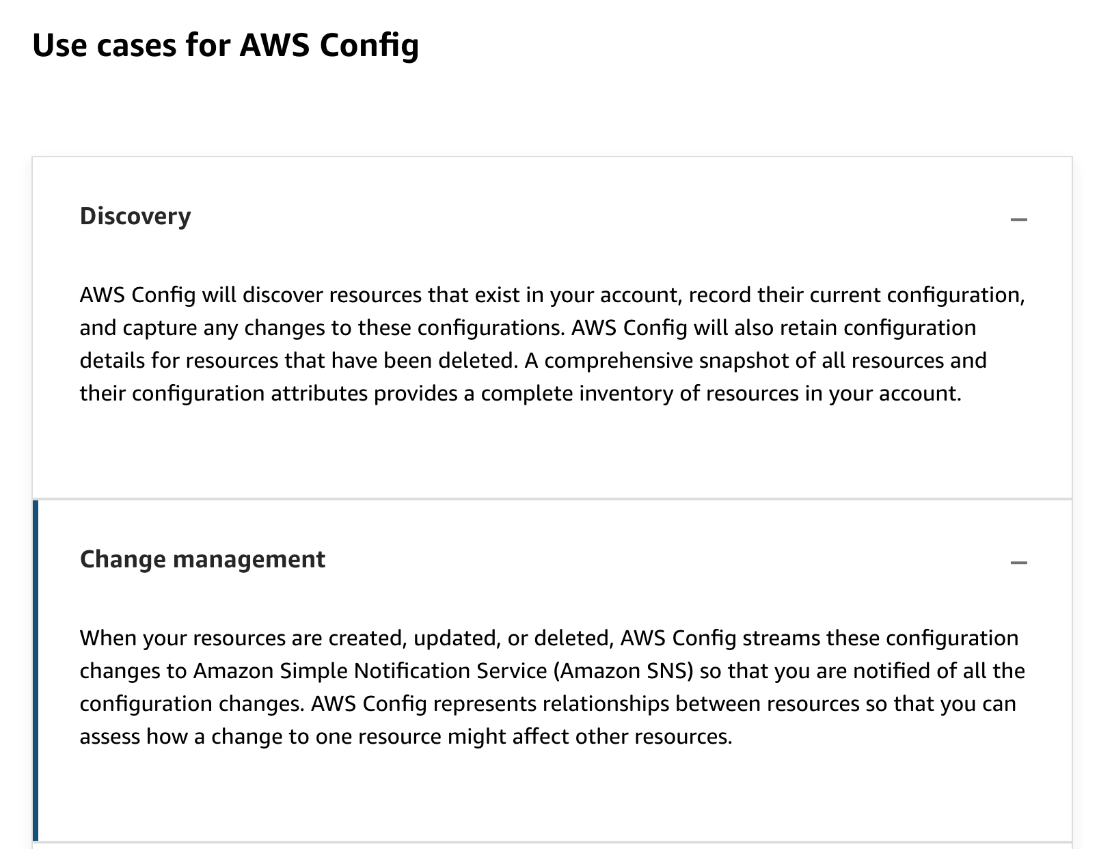 Use cases for AWS Config
Discovery
AWS Config will discover resources that exist in your account, record their current configuration,
and capture any changes to these configurations. AWS Config will also retain configuration
details for resources that have been deleted. A comprehensive snapshot of all resources and
their configuration attributes provides a complete inventory of resources in your account.
Change management
When your resources are created, updated, or deleted, AWS Config streams these configuration
changes to Amazon Simple Notification Service (Amazon SNS) so that you are notified of all the
configuration changes. AWS Config represents relationships between resources so that you can
assess how a change to one resource might affect other resources.